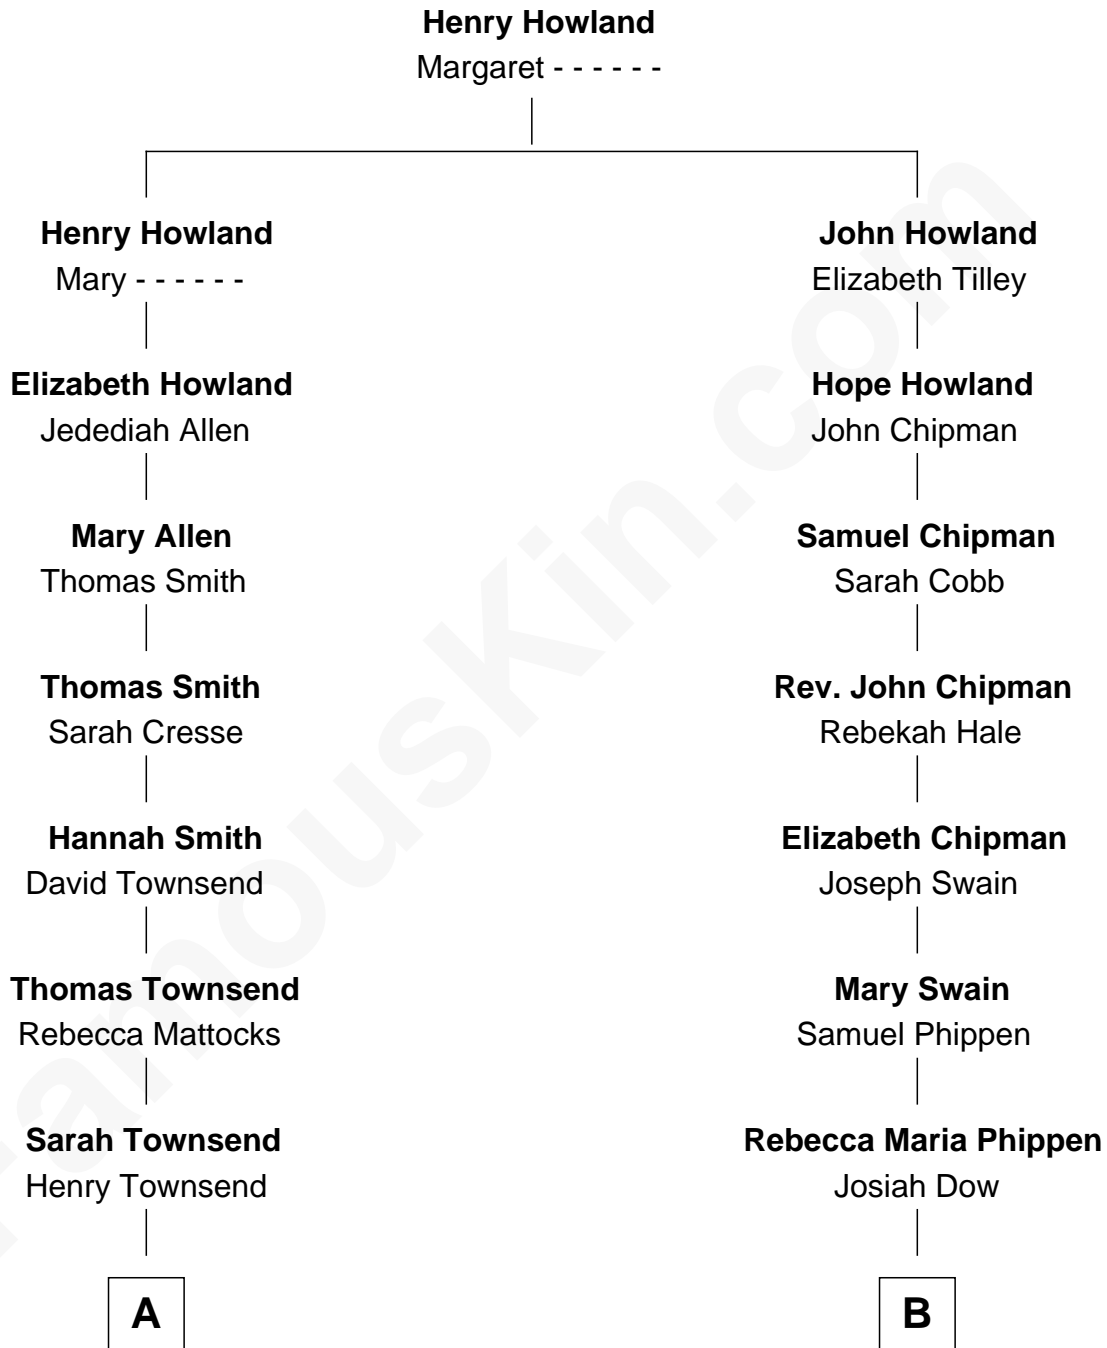 Henry Howland
Margaret - - - - - -
Henry Howland
Mary - - - - - -
John Howland
Elizabeth Tilley
Elizabeth Howland
Jedediah Allen
Hope Howland
John Chipman
Mary Allen
Thomas Smith
Samuel Chipman
Sarah Cobb
Thomas Smith
Sarah Cresse
Rev. John Chipman
Rebekah Hale
Hannah Smith
David Townsend
Elizabeth Chipman
Joseph Swain
Thomas Townsend
Rebecca Mattocks
Mary Swain
Samuel Phippen
Sarah Townsend
Henry Townsend
Rebecca Maria Phippen
Josiah Dow
A
B
FamousKin.com